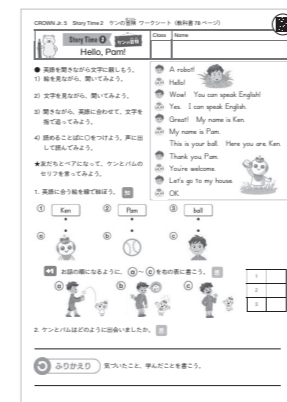 CROWN Jr. 5 Story Time 2 ケンの冒険 ワークシート（教科書 78 ページ）
Story Time 2 ケンの冒険
Hello, Pam!
Class Name
● 英語を聞きながら文字に親しもう。
1）絵を見ながら、聞いてみよう。
2）文字を見ながら、聞いてみよう。
3）聞きながら、英語に合わせて、文字を
指で追ってみよう。
4）読めるところに○をつけよう。声に出
して読んでみよう。
★友だちとペアになって、ケンとパムの
セリフを言ってみよう。
A robot!
Hello!
Wow! You can speak English!
Yes. I can speak English.
Great! My name is Ken.
My name is Pam.
This is your ball. Here you are, Ken.
Thank you, Pam.
You're welcome.
Let's go to my house.
OK.
1. 英語に合う絵を線で結ぼう。
① Ken ② Pam ③ ball
ⓐ ⓑ ⓒ
+1 お話の順になるように、ⓐ～ⓒを右の表に書こう。
ⓐ ⓑ ⓒ
1
2
3
2. ケンとパムはどのように出会いましたか。
ふりかえり 気づいたこと、学んだことを書こう。